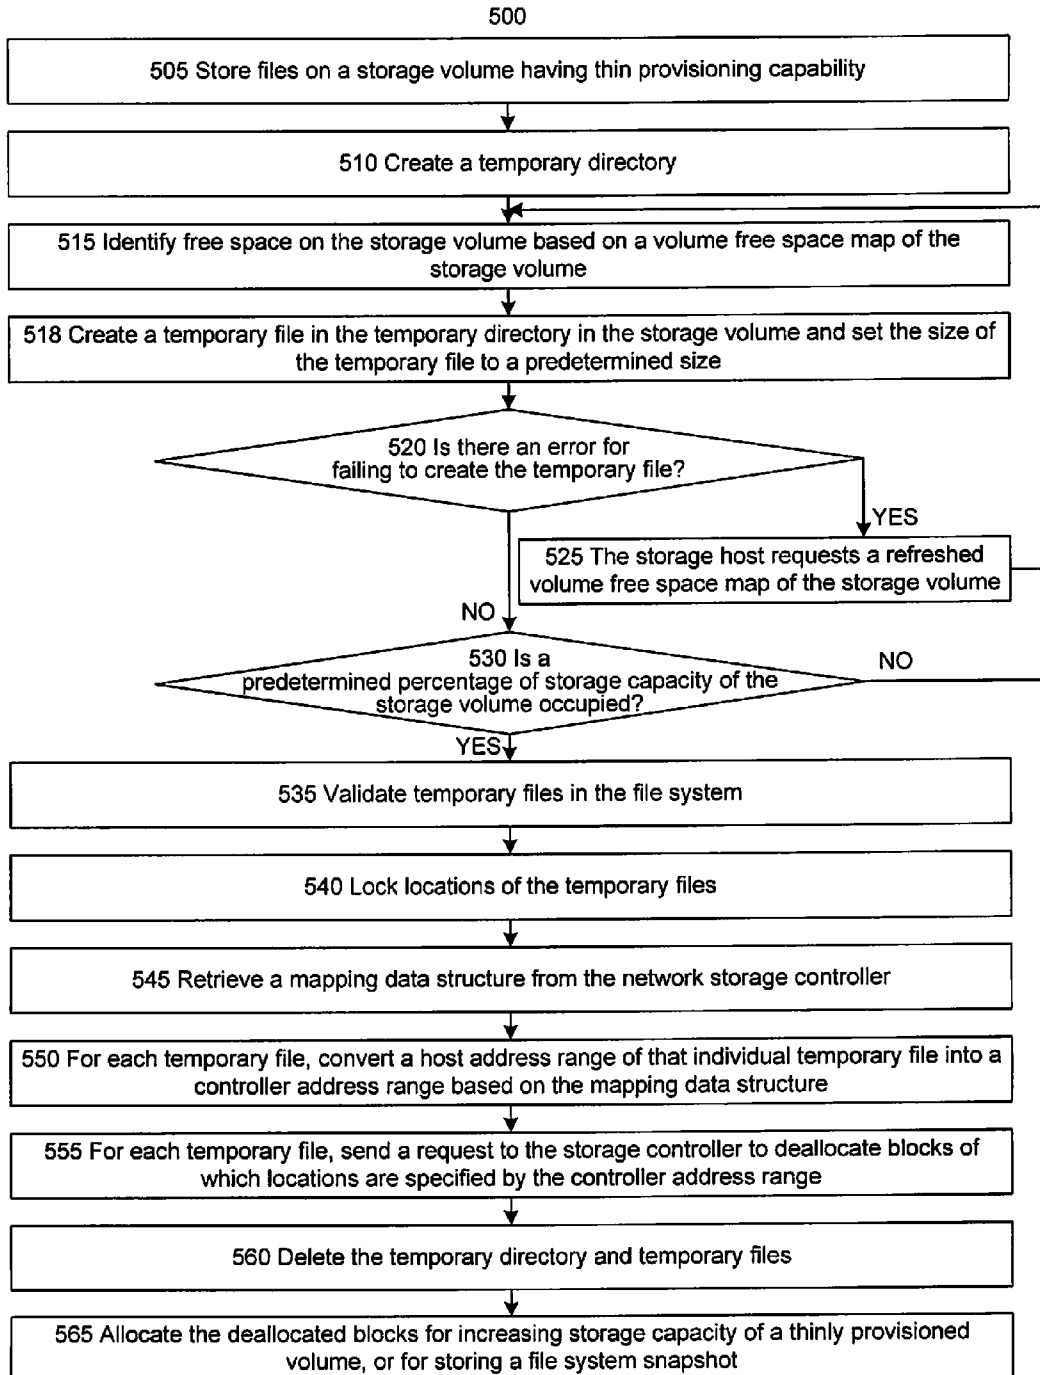 500
505 Store files on a storage volume having thin provisioning capability
510 Create a temporary directory
515 Identify free space on the storage volume based on a volume free space map of the
storage volume
518 Create a temporary file in the temporary directory in the storage volume and set the size of
the temporary file to a predetermined size
520 Is there an error for
failing to create the temporary file?
YES
525 The storage host requests a refreshed
volume free space map of the storage volume
NO
530 Is a
predetermined percentage of storage capacity of the
storage volume occupied?
NO
YES
535 Validate temporary files in the file system
540 Lock locations of the temporary files
545 Retrieve a mapping data structure from the network storage controller
550 For each temporary file, convert a host address range of that individual temporary file into a
controller address range based on the mapping data structure
555 For each temporary file, send a request to the storage controller to deallocate blocks of
which locations are specified by the controller address range
560 Delete the temporary directory and temporary files
565 Allocate the deallocated blocks for increasing storage capacity of a thinly provisioned
volume, or for storing a file system snapshot